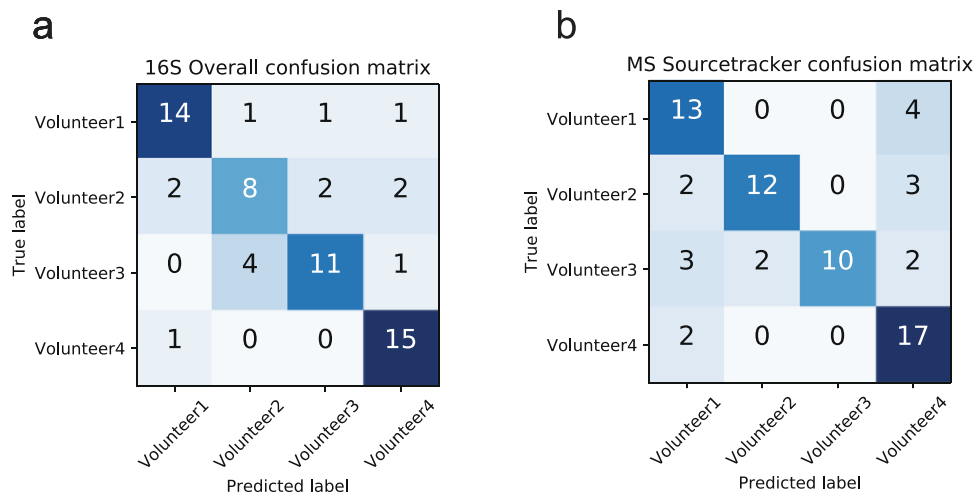 a
16S Overall confusion matrix
True label
Volunteer1
14 1 1 1
Volunteer2
2 8 2 2
Volunteer3
0 4 11 1
Volunteer4
1 0 0 15
Volunteer1 Volunteer2 Volunteer3 Volunteer4
Predicted label
b
MS Sourcetracker confusion matrix
True label
Volunteer1
13 0 0 4
Volunteer2
2 12 0 3
Volunteer3
3 2 10 2
Volunteer4
2 0 0 17
Volunteer1 Volunteer2 Volunteer3 Volunteer4
Predicted label